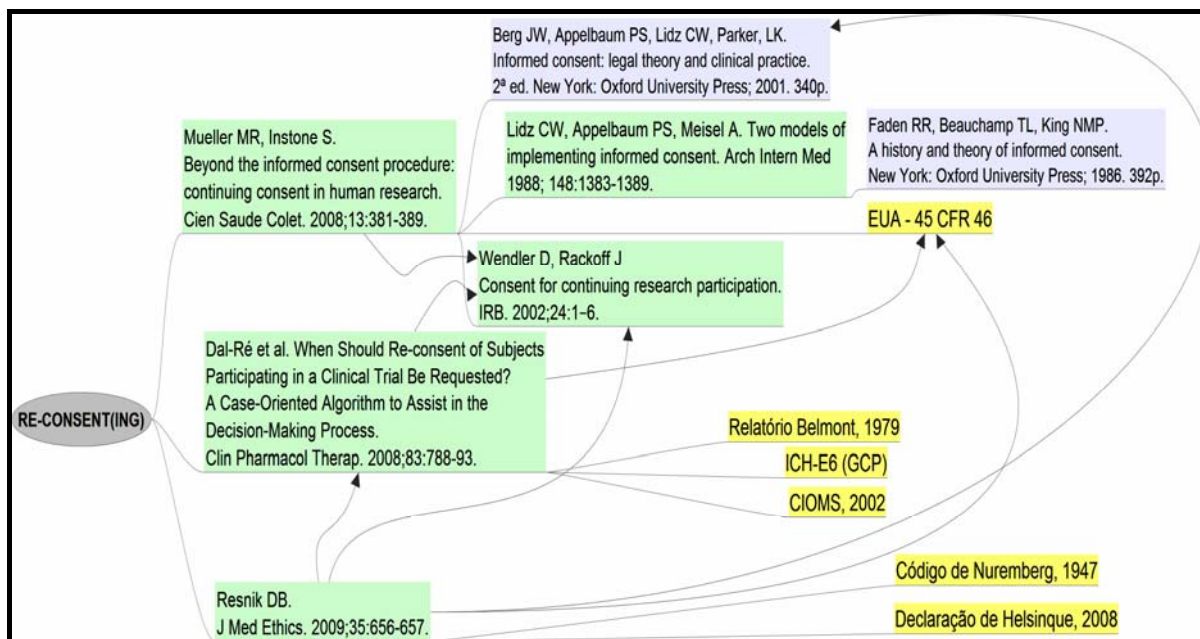 Berg JW, Appelbaum PS, Lidz CW, Parker, LK.
Informed consent: legal theory and clinical practice.
2ª ed. New York: Oxford University Press; 2001. 340p.
Mueller MR, Instone S.
Beyond the informed consent procedure:
continuing consent in human research.
Cien Saude Colet. 2008;13:381-389.
Lidz CW, Appelbaum PS, Meisel A. Two models of
implementing informed consent. Arch Intern Med
1988; 148:1383-1389.
Faden RR, Beauchamp TL, King NMP.
A history and theory of informed consent.
New York: Oxford University Press; 1986. 392p.
EUA - 45 CFR 46
Wendler D, Rackoff J
Consent for continuing research participation.
IRB. 2002;24:1-6.
Dal-Ré et al. When Should Re-consent of Subjects
Participating in a Clinical Trial Be Requested?
A Case-Oriented Algorithm to Assist in the
Decision-Making Process.
Clin Pharmacol Therap. 2008;83:788-93.
RE-CONSENT(ING)
Relatório Belmont, 1979
ICH-E6 (GCP)
CIOMS, 2002
Resnik DB.
J Med Ethics. 2009;35:656-657.
Código de Nuremberg, 1947
Declaração de Helsinque, 2008